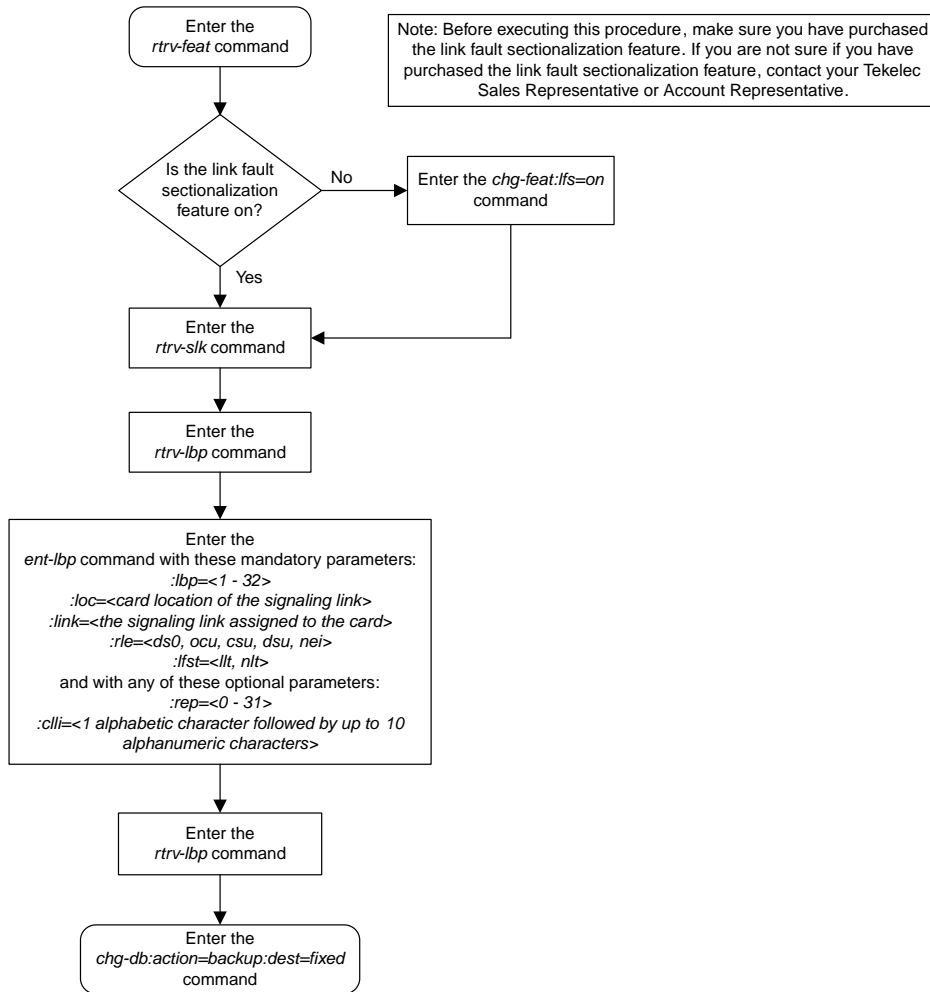 Enter the
rtrv-feat command
Note: Before executing this procedure, make sure you have purchased
the link fault sectionalization feature. If you are not sure if you have
purchased the link fault sectionalization feature, contact your Tekelec
Sales Representative or Account Representative.
Is the link fault
sectionalization
feature on?
No
Enter the chg-feat:lfs=on
command
Yes
Enter the
rtrv-slk command
Enter the
rtrv-lbp command
Enter the
ent-lbp command with these mandatory parameters:
:lbp=<1 - 32>
:loc=<card location of the signaling link>
:link=<the signaling link assigned to the card>
:rle=<ds0, ocu, csu, dsu, nei>
:lfst=<llt, nlt>
and with any of these optional parameters:
:rep=<0 - 31>
:clli=<1 alphabetic character followed by up to 10
alphanumeric characters>
Enter the
rtrv-lbp command
Enter the
chg-db:action=backup:dest=fixed
command